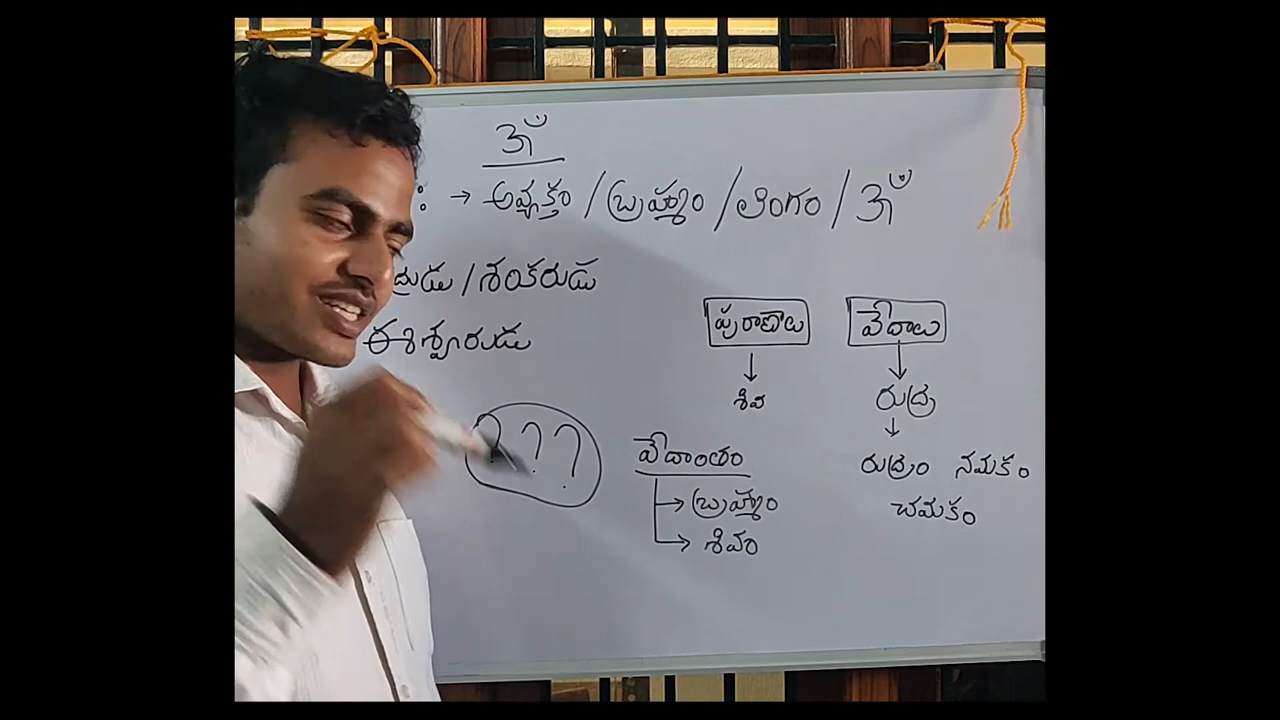 ॐ
: → అవ్యక్తం / బ్రహ్మం / లింగం / ॐ
ద్రుడు / శంకరుడు
ఈశ్వరుడు
పురాణాలు వేదాలు
↓ ↓
శివ రుద్ర
↓
??? వేదాంతం రుద్రం నమకం
→ బ్రహ్మం చమకం
→ శివం